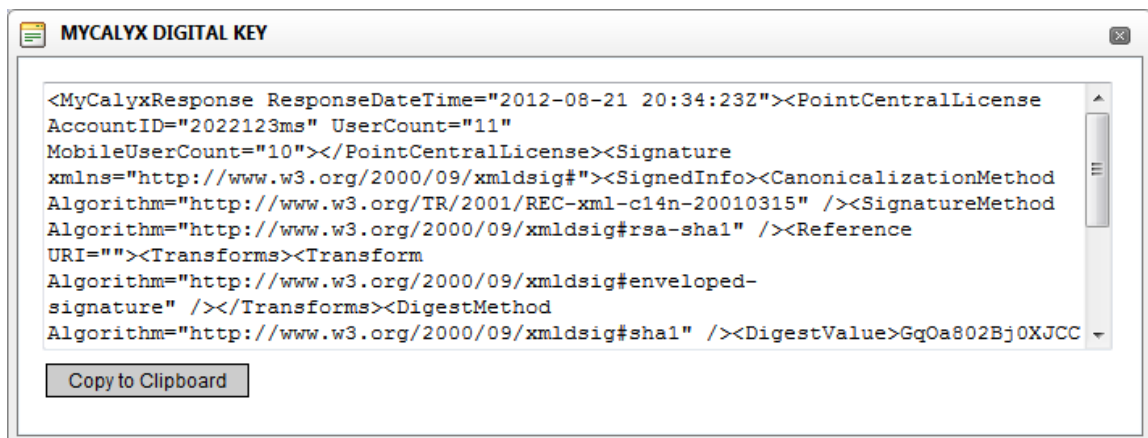 MYCALYX DIGITAL KEY
<MyCalyxResponse ResponseDateTime="2012-08-21 20:34:23Z"><PointCentralLicense
AccountID="2022123ms" UserCount="11"
MobileUserCount="10"></PointCentralLicense><Signature
xmlns="http://www.w3.org/2000/09/xmldsig#"><SignedInfo><CanonicalizationMethod
Algorithm="http://www.w3.org/TR/2001/REC-xml-c14n-20010315" /><SignatureMethod
Algorithm="http://www.w3.org/2000/09/xmldsig#rsa-sha1" /><Reference
URI=""><Transforms><Transform
Algorithm="http://www.w3.org/2000/09/xmldsig#enveloped-
signature" /></Transforms><DigestMethod
Algorithm="http://www.w3.org/2000/09/xmldsig#sha1" /><DigestValue>GqOa802Bj0XJCC
Copy to Clipboard